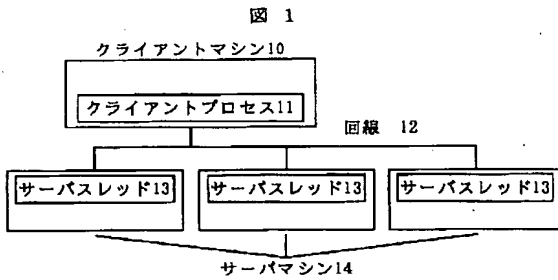 図 1
クライアントマシン10
クライアントプロセス11
回線 12
サーバスレッド13 サーバスレッド13 サーバスレッド13
サーバマシン14